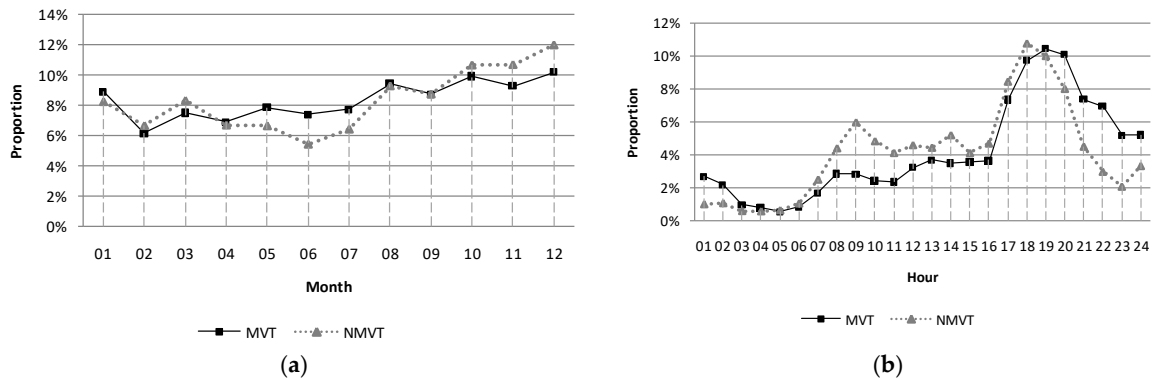 14%
12%
10%
8%
6%
4%
2%
0%
Proportion
01 02 03 04 05 06 07 08 09 10 11 12
Month
MVT NMVT
(a)
12%
10%
8%
6%
4%
2%
0%
Proportion
01 02 03 04 05 06 07 08 09 10 11 12 13 14 15 16 17 18 19 20 21 22 23 24
Hour
MVT NMVT
(b)